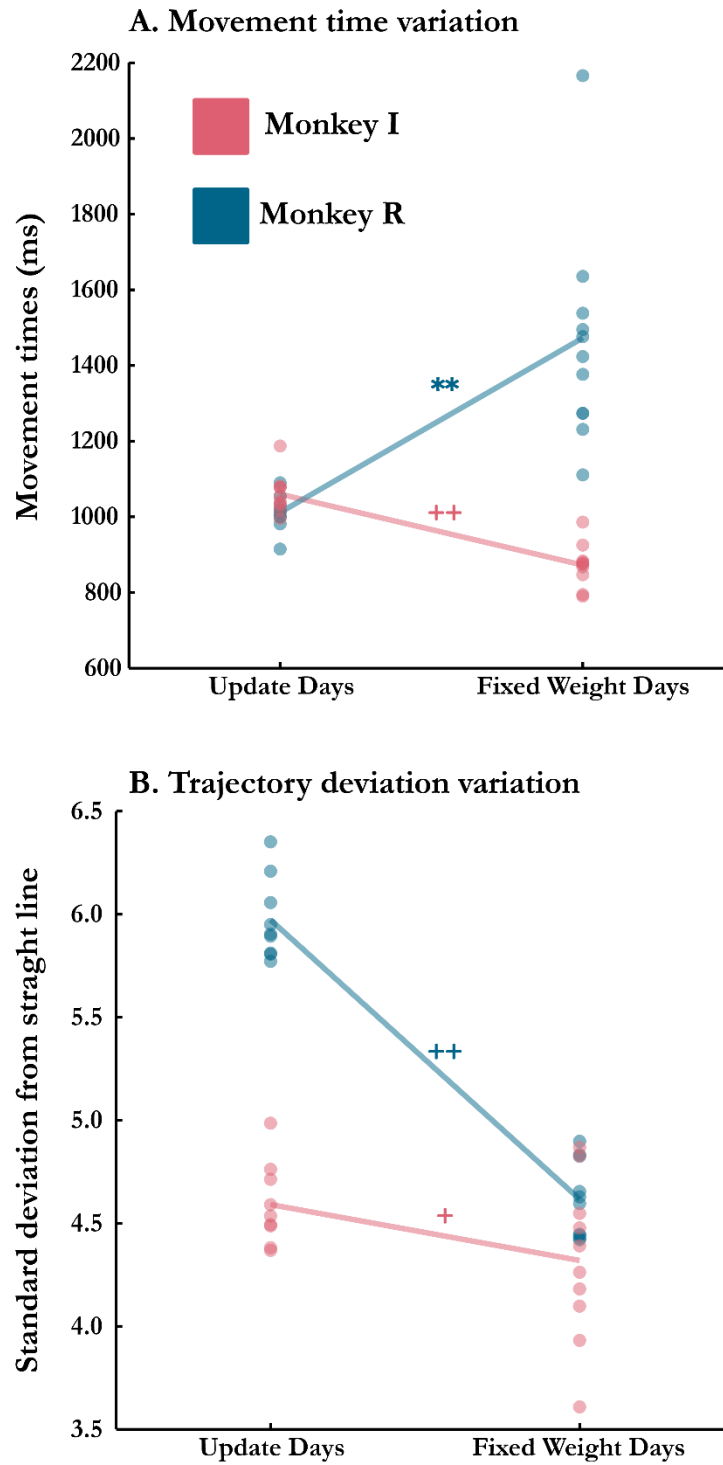 A. Movement time variation
2200
2000
1800
1600
1400
1200
1000
800
600
Movement times (ms)
Monkey I
Monkey R
**
++
Update Days
Fixed Weight Days
B. Trajectory deviation variation
6.5
6.0
5.5
5.0
4.5
4.0
3.5
Standard deviation from straght line
++
+
Update Days
Fixed Weight Days